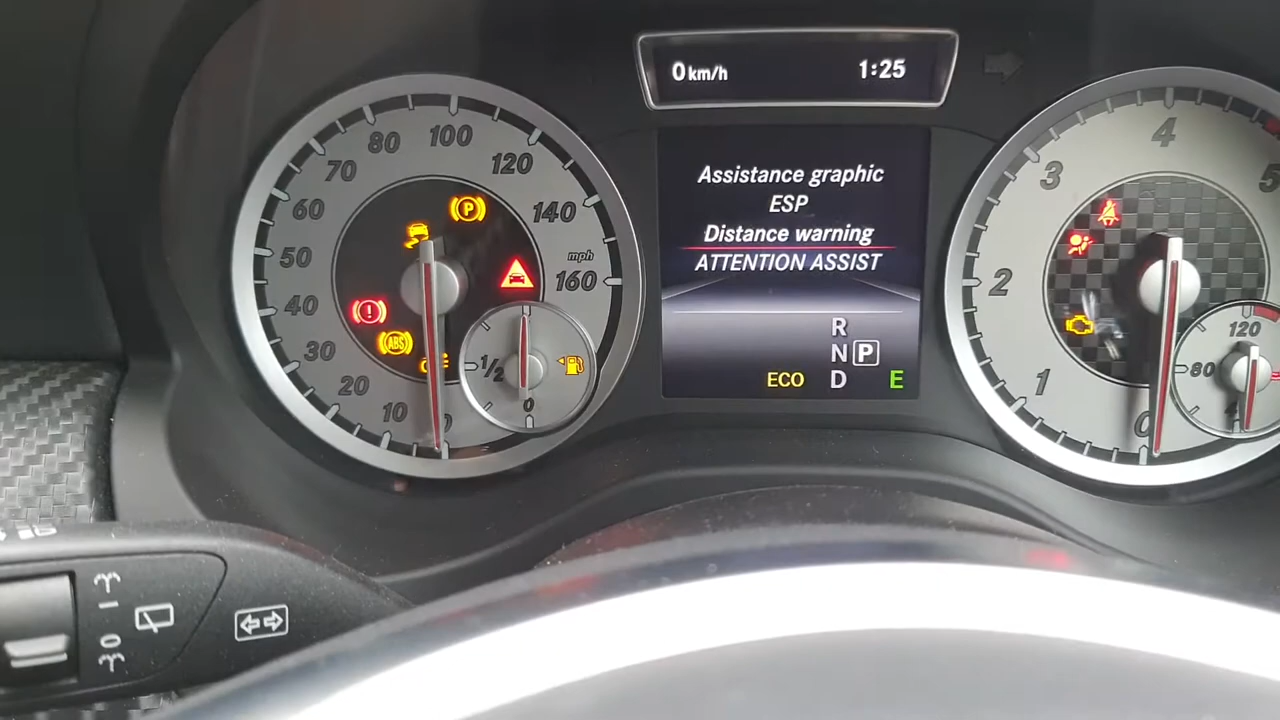 0 km/h 1:25
Assistance graphic
ESP
Distance warning
ATTENTION ASSIST
R
N P
D
ECO E
10
20
30
40
50
60
70
80
100
120
140
160
mph
P
!
ABS
1/2
0
0
1
2
3
4
5
120
80
0